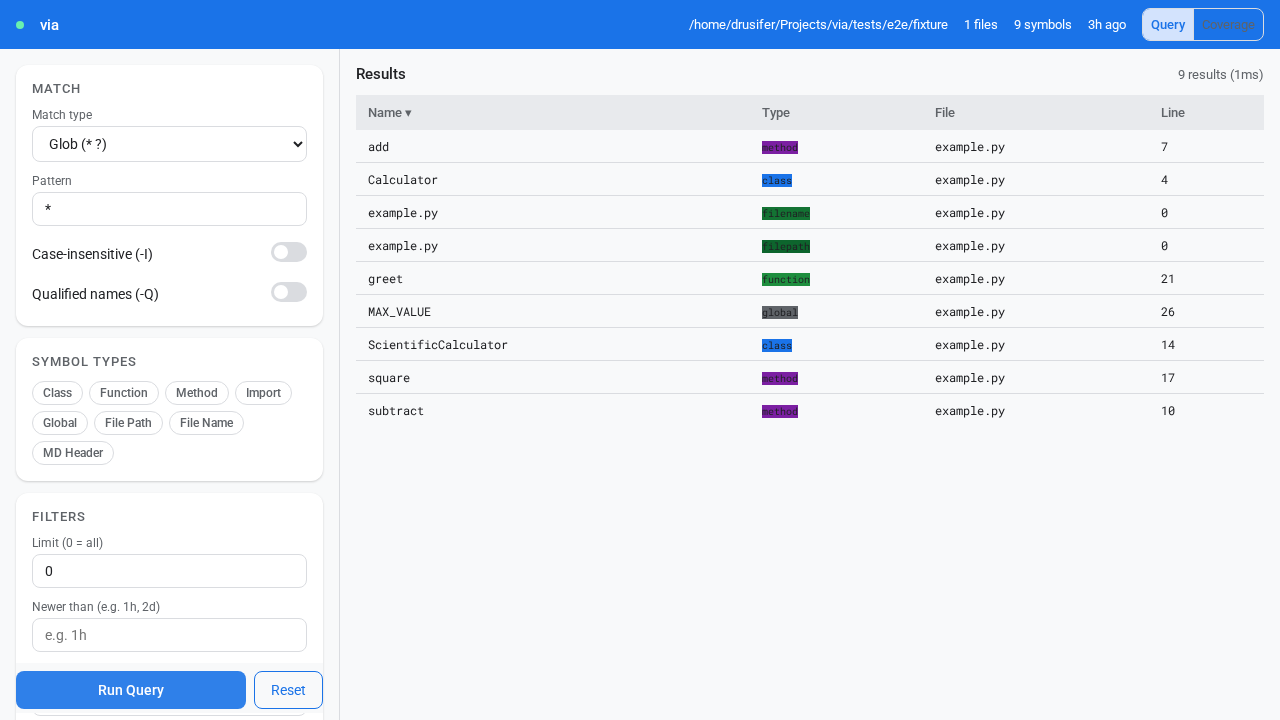 via
/home/drusifer/Projects/via/tests/e2e/fixture 1 files 9 symbols 3h ago Query Coverage
MATCH
Match type
Glob (* ?)
Pattern
*
Case-insensitive (-I)
Qualified names (-Q)
SYMBOL TYPES
Class Function Method Import
Global File Path File Name
MD Header
FILTERS
Limit (0 = all)
0
Newer than (e.g. 1h, 2d)
e.g. 1h
Run Query Reset
Results 9 results (1ms)
Name ▾ Type File Line
add method example.py 7
Calculator class example.py 4
example.py filename example.py 0
example.py filepath example.py 0
greet function example.py 21
MAX_VALUE global example.py 26
ScientificCalculator class example.py 14
square method example.py 17
subtract method example.py 10